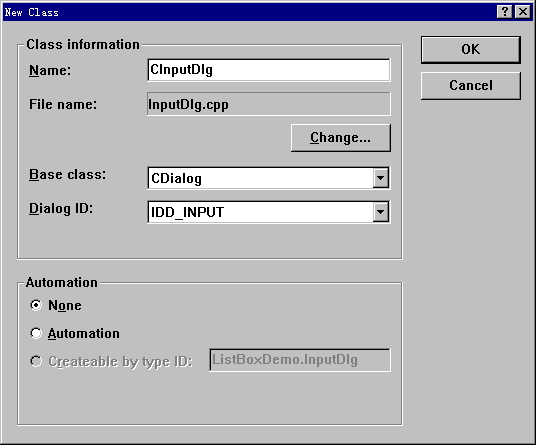 New Class
Class information
Name: CInputDlg
File name: InputDlg.cpp
Change...
Base class: CDialog
Dialog ID: IDD_INPUT
OK
Cancel
Automation
None
Automation
Createable by type ID: ListBoxDemo.InputDlg